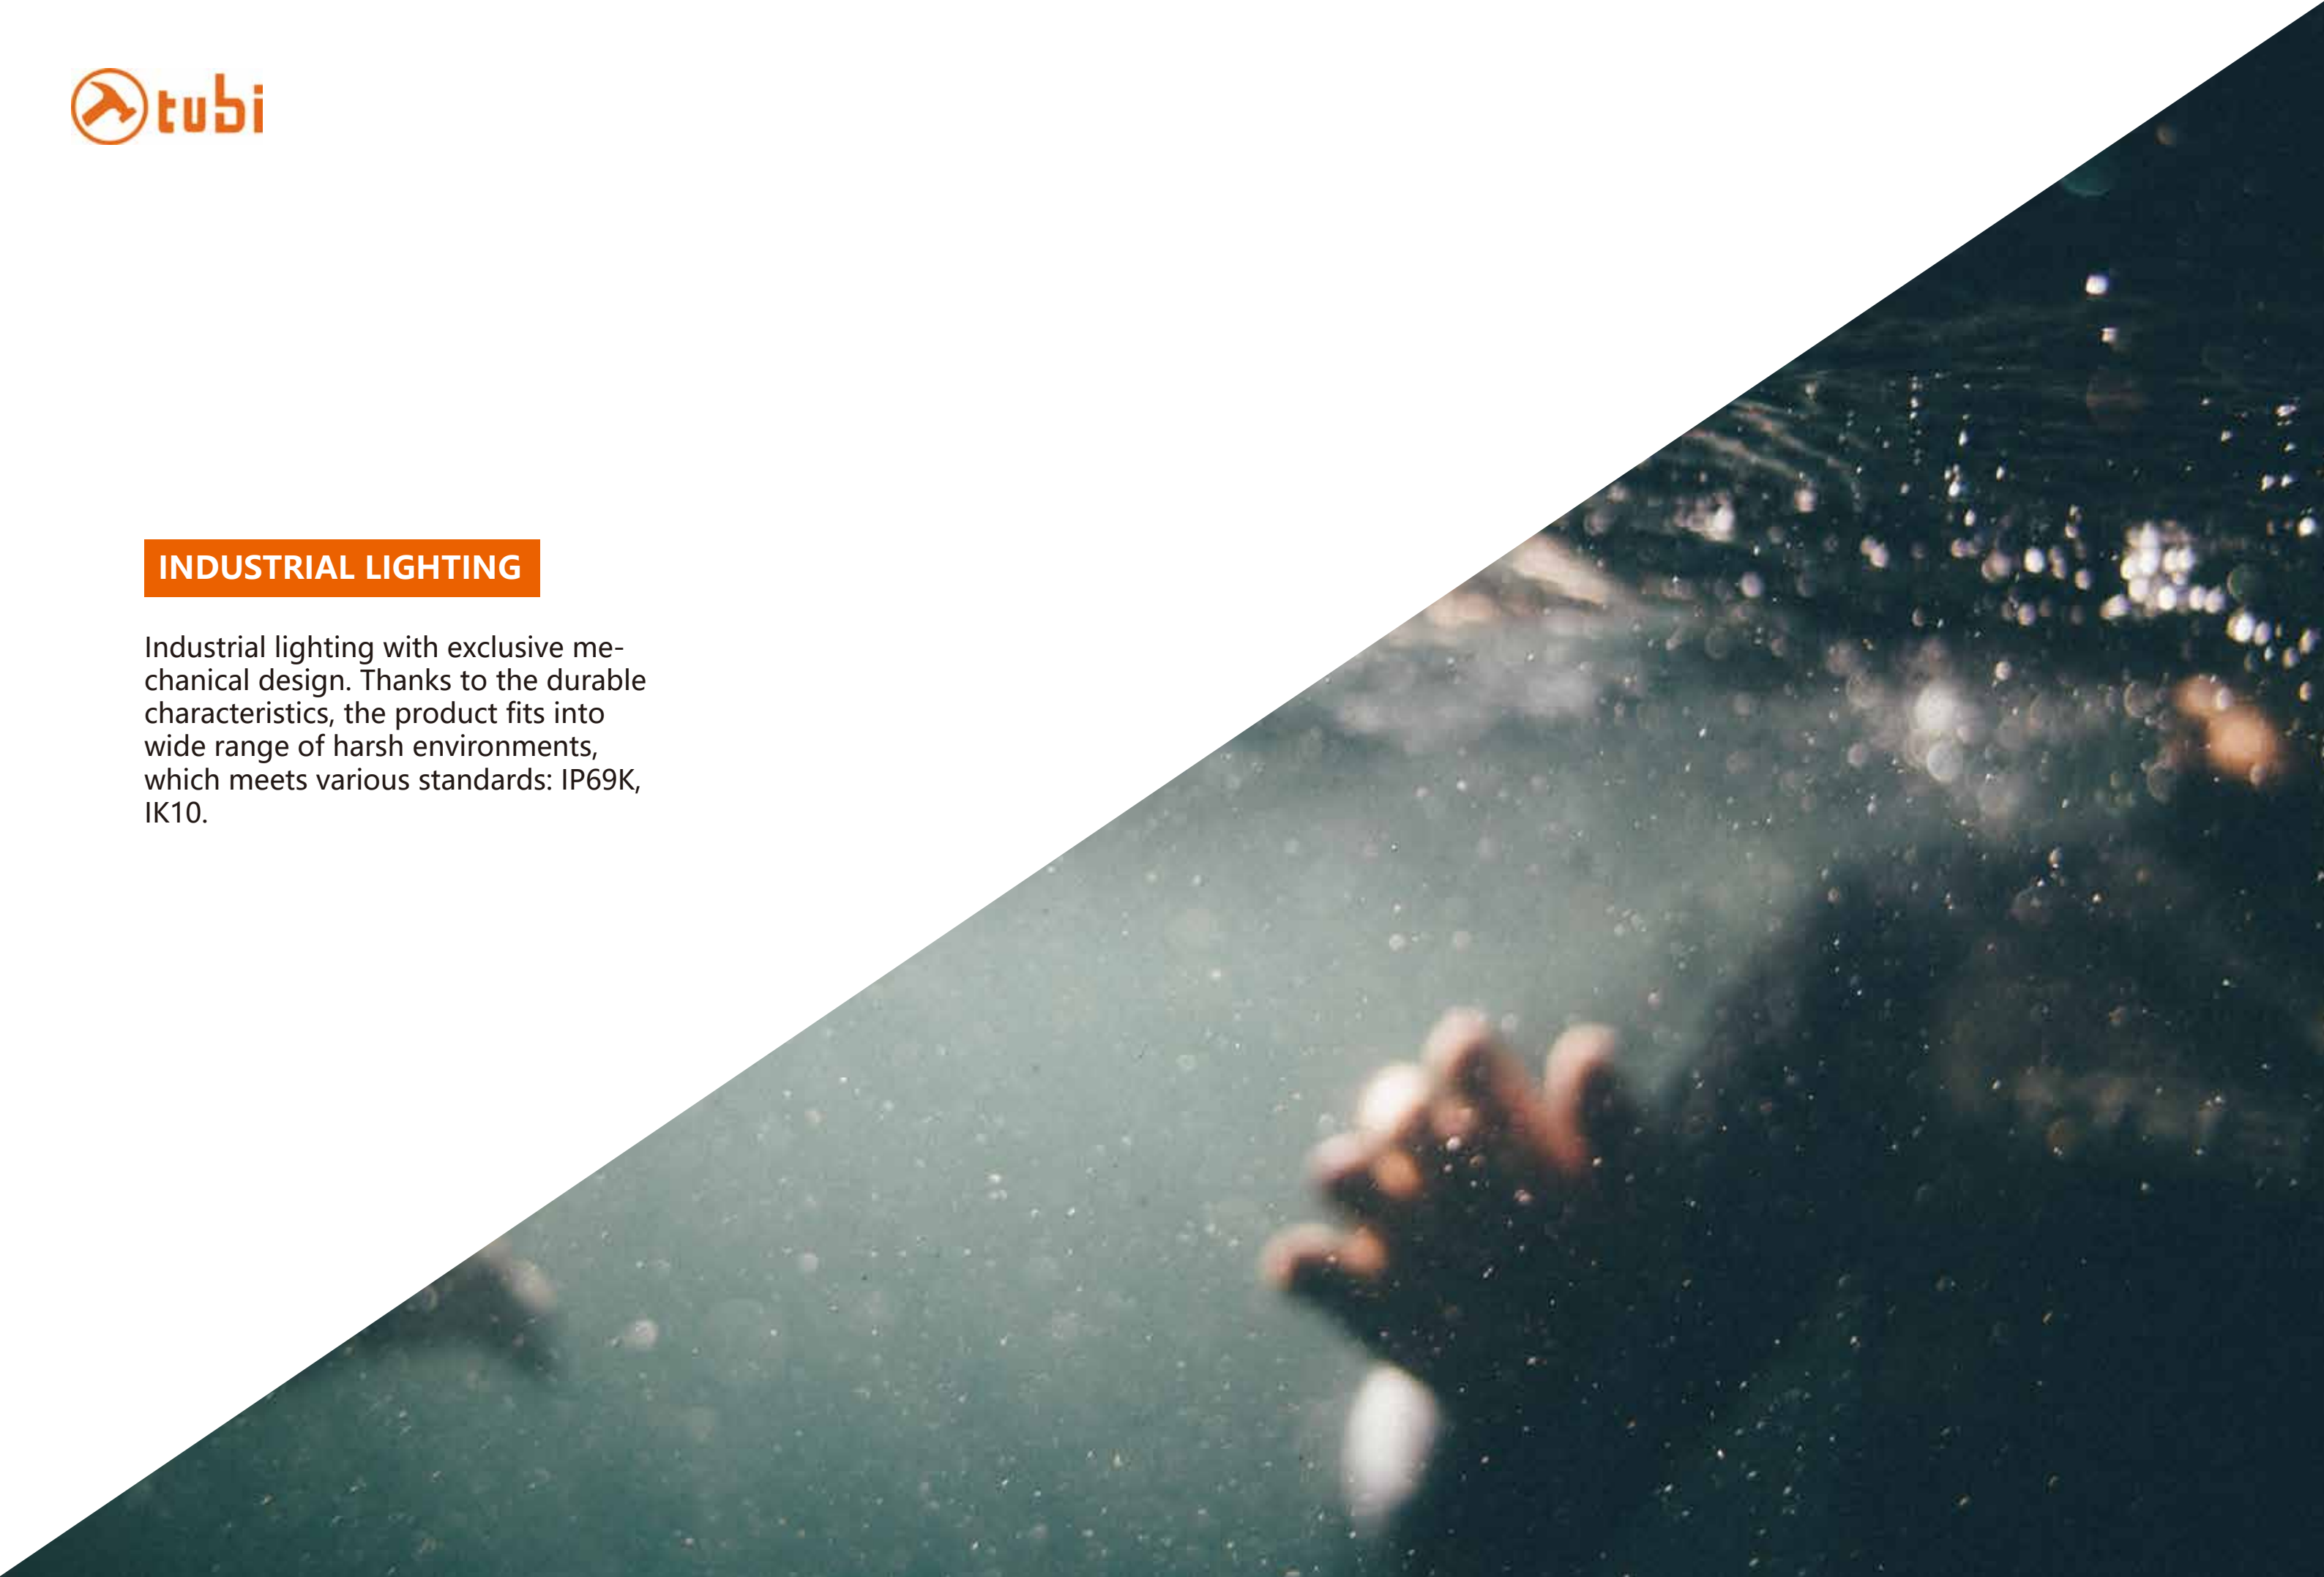 tubi
INDUSTRIAL LIGHTING
Industrial lighting with exclusive me-
chanical design. Thanks to the durable
characteristics, the product fits into
wide range of harsh environments,
which meets various standards: IP69K,
IK10.